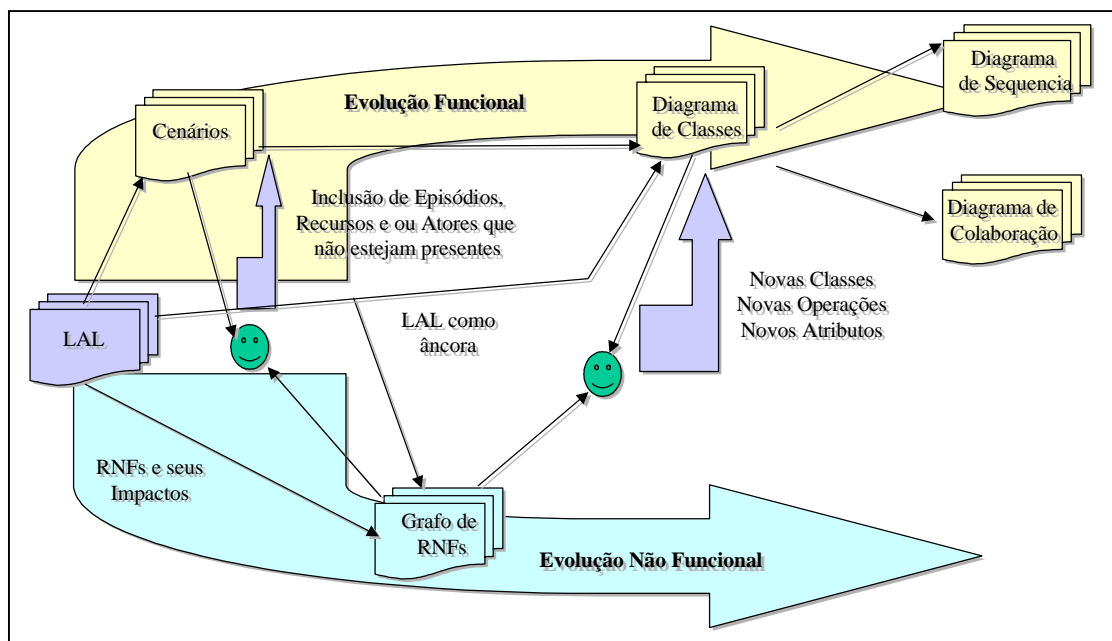 Diagrama
de Sequencia
Evolução Funcional
Diagrama
de Classes
Cenários
Inclusão de Episódios,
Recursos e ou Atores que
não estejam presentes
Diagrama de
Colaboração
Novas Classes
Novas Operações
Novos Atributos
LAL
LAL como
âncora
RNFs e seus
Impactos
Grafo de
RNFs
Evolução Não Funcional